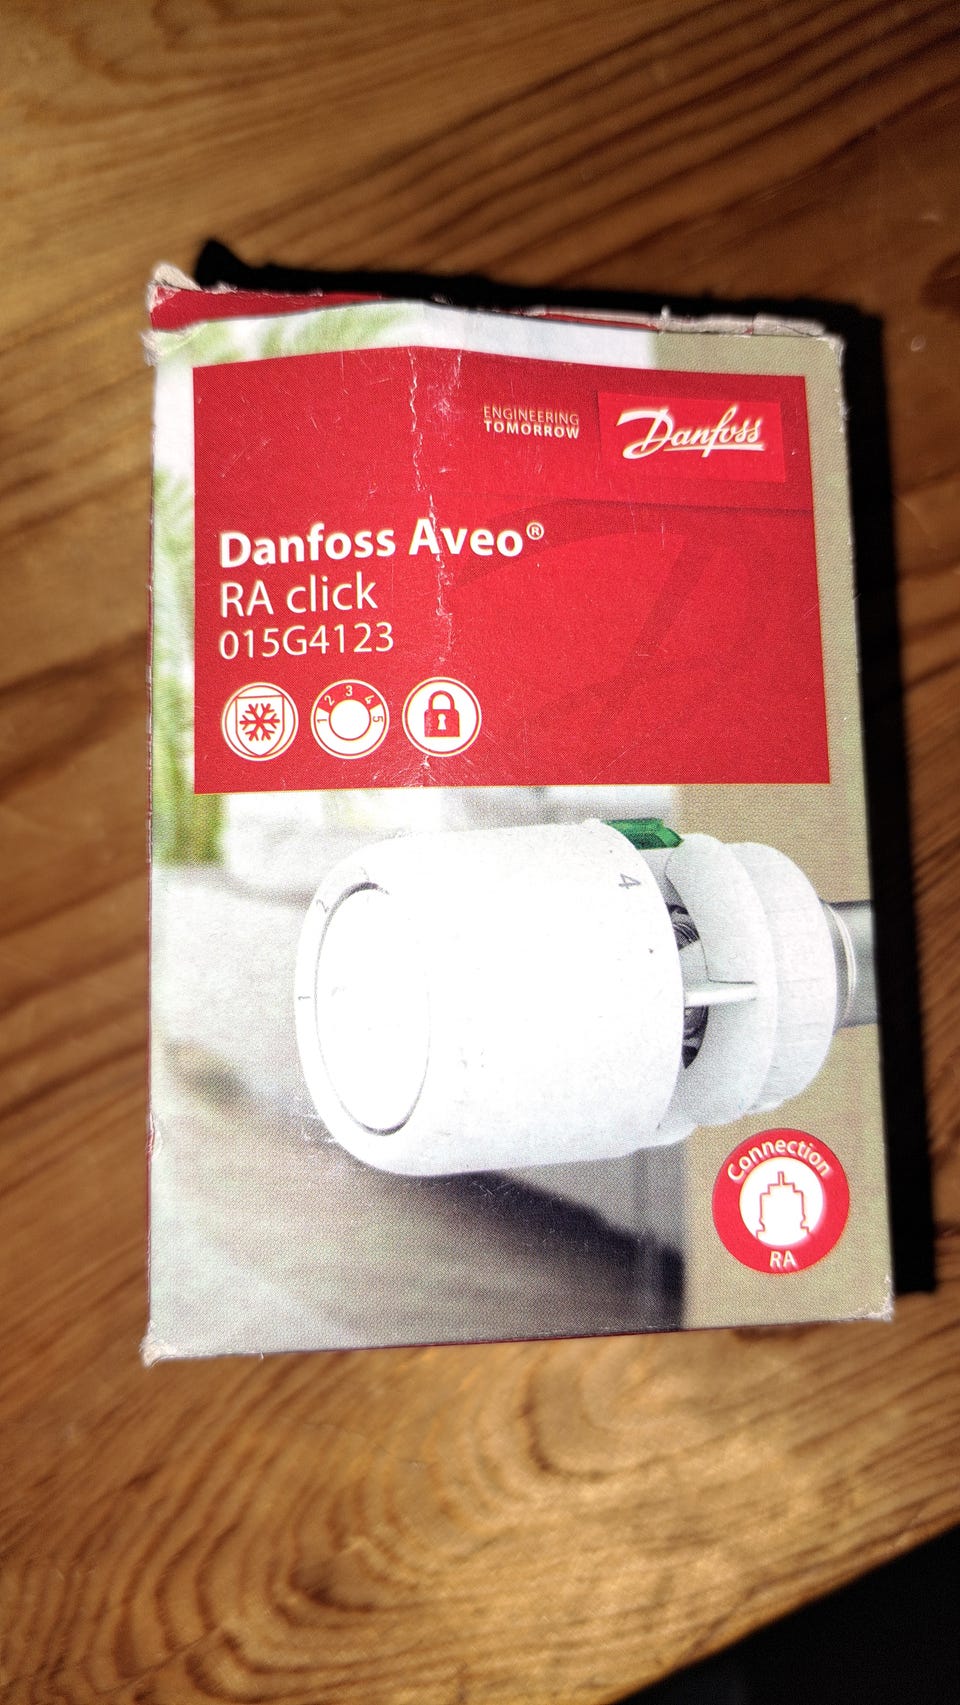 ENGINEERING
TOMORROW
Danfoss
Danfoss Aveo®
RA click
015G4123
1 2 3 4 5
4
2
1
Connection
RA